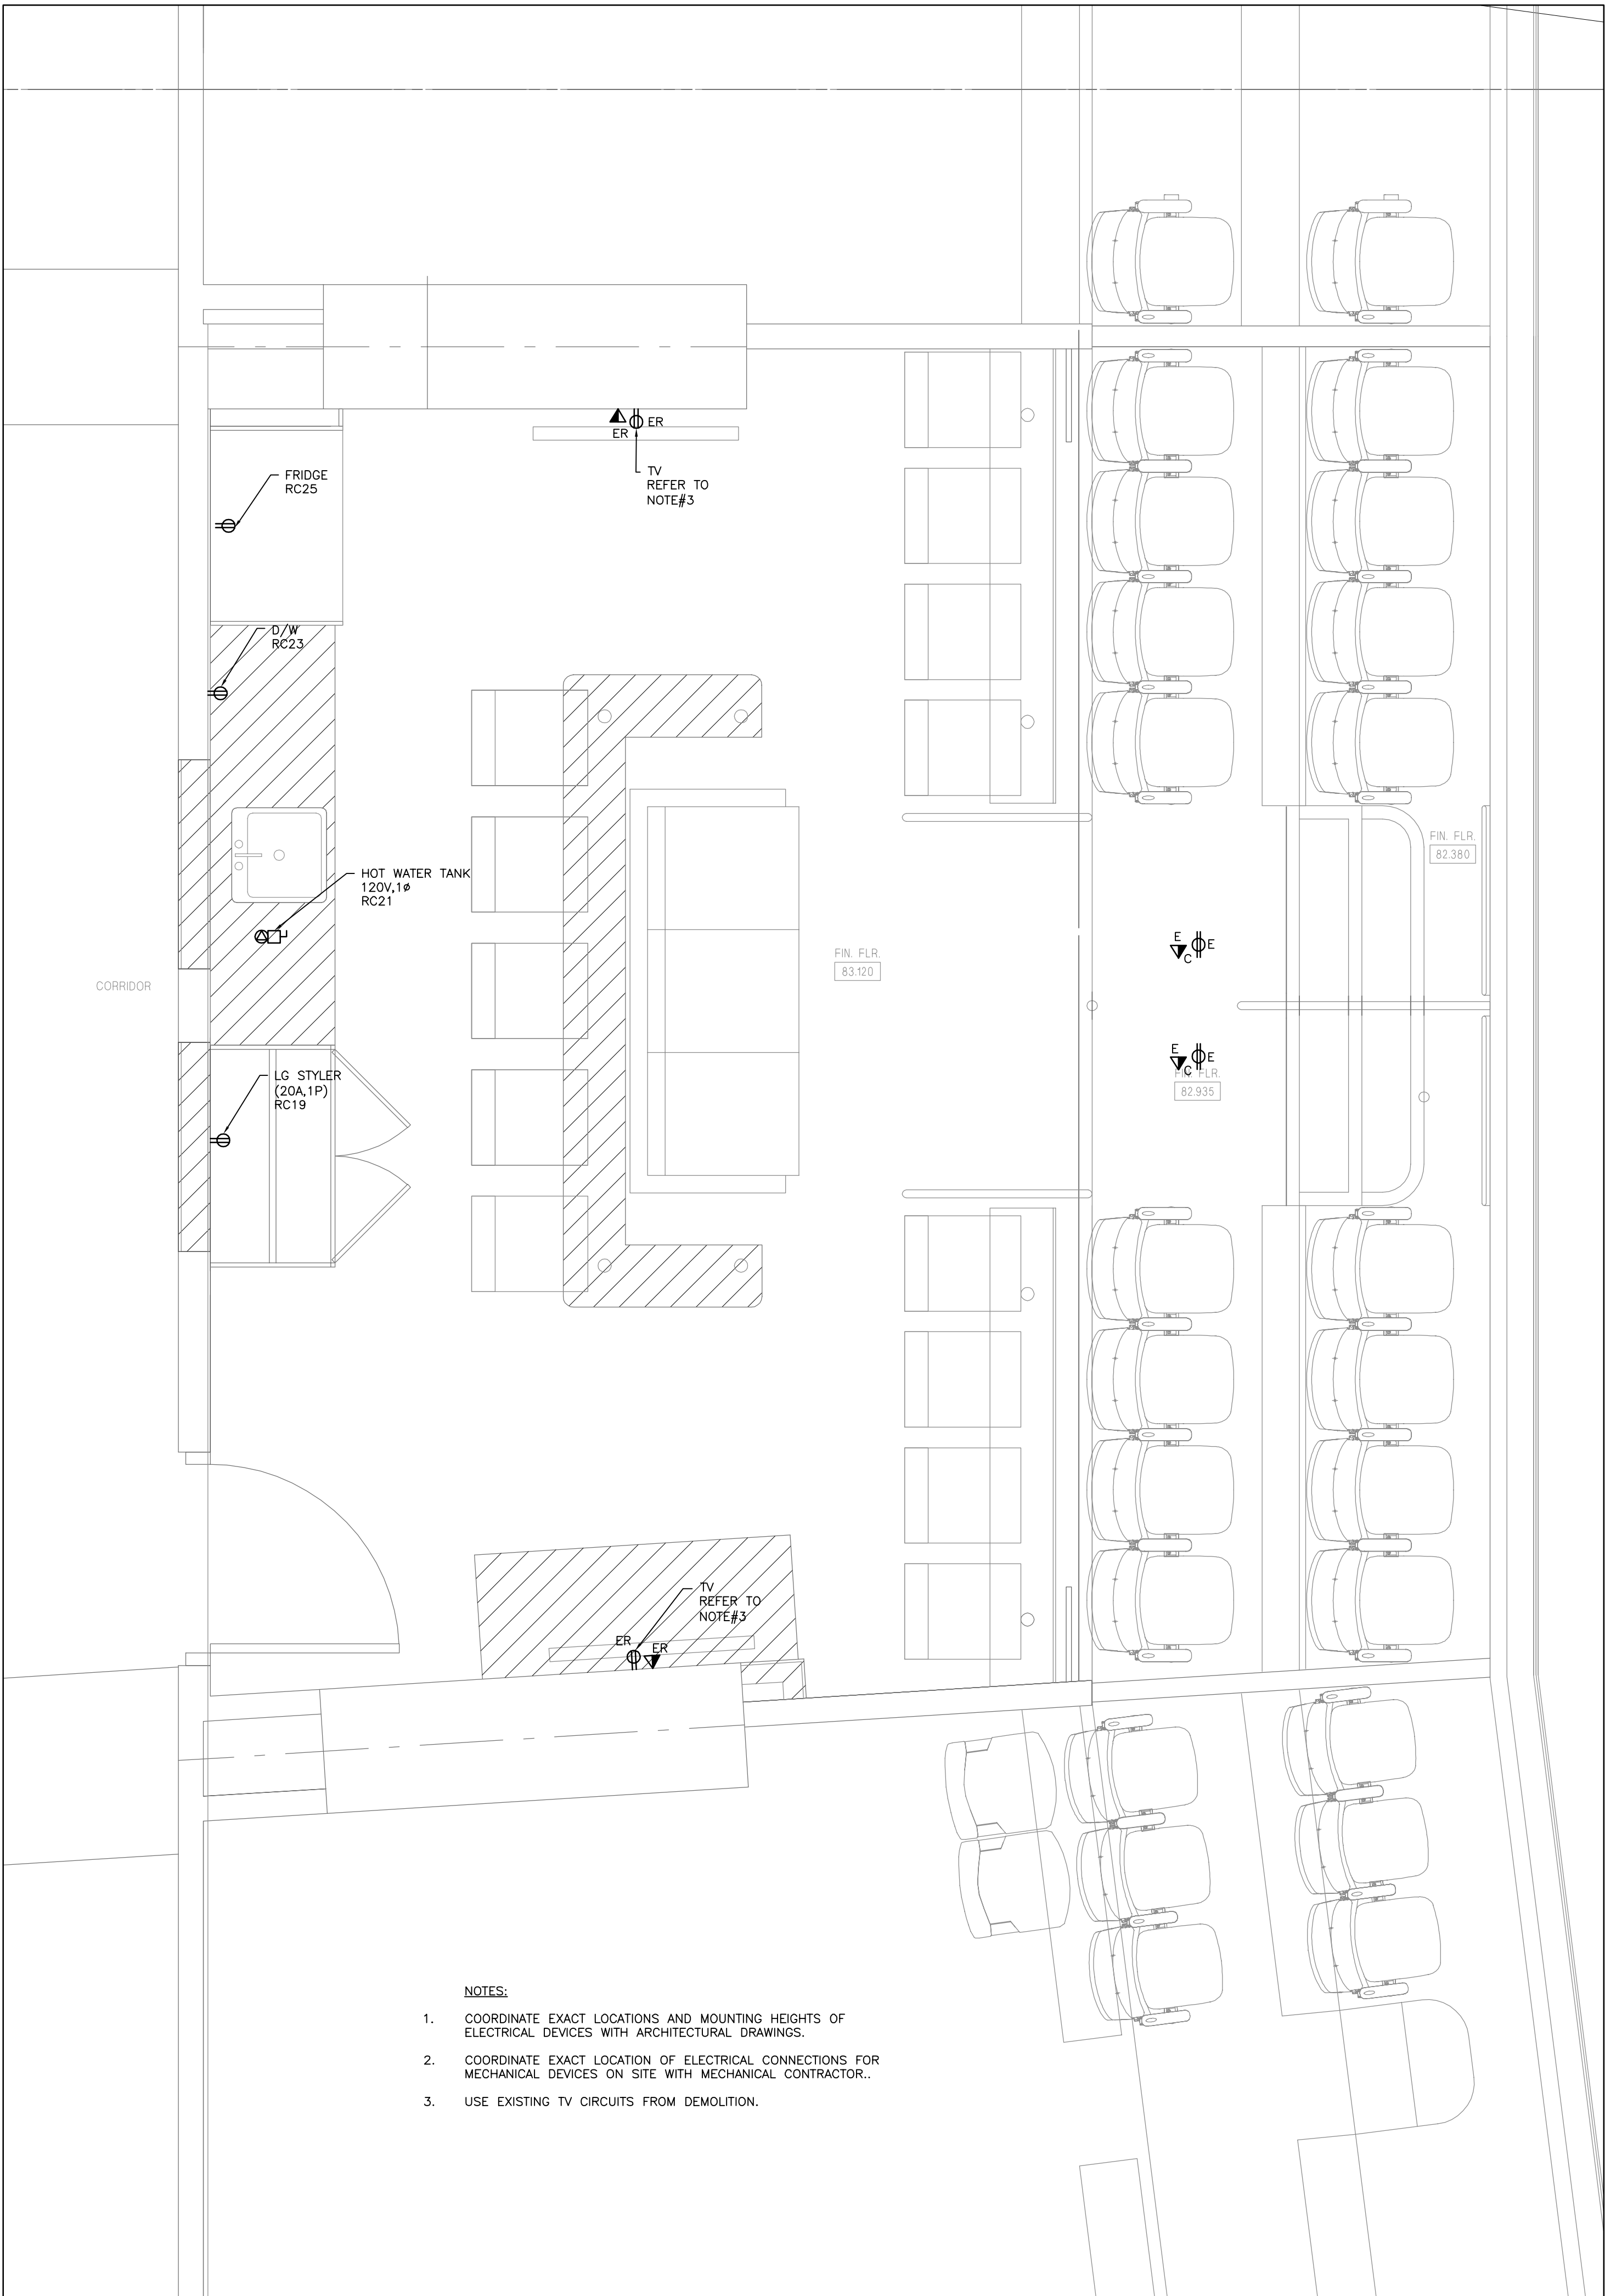 ER
ER
TV
REFER TO
NOTE#3
FRIDGE
RC25
D/W
RC23
FIN. FLR.
82.380
HOT WATER TANK
120V,1ø
RC21
E
E
C
FIN. FLR.
83.120
CORRIDOR
E
E
C
FIN. FLR.
82.935
LG STYLER
(20A,1P)
RC19
TV
REFER TO
NOTE#3
ER
ER
NOTES:
1. COORDINATE EXACT LOCATIONS AND MOUNTING HEIGHTS OF
ELECTRICAL DEVICES WITH ARCHITECTURAL DRAWINGS.
2. COORDINATE EXACT LOCATION OF ELECTRICAL CONNECTIONS FOR
MECHANICAL DEVICES ON SITE WITH MECHANICAL CONTRACTOR..
3. USE EXISTING TV CIRCUITS FROM DEMOLITION.